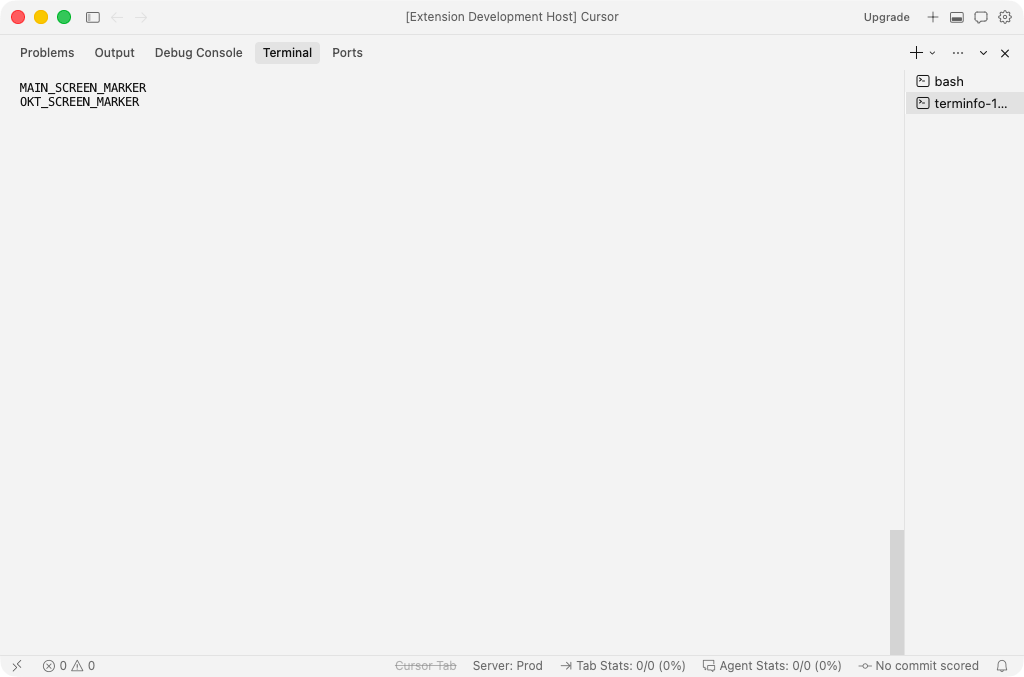 [Extension Development Host] Cursor
Upgrade
Problems Output Debug Console Terminal Ports
MAIN_SCREEN_MARKER
OKT_SCREEN_MARKER
bash
terminfo-1...
0 0 Cursor Tab Server: Prod Tab Stats: 0/0 (0%) Agent Stats: 0/0 (0%) No commit scored